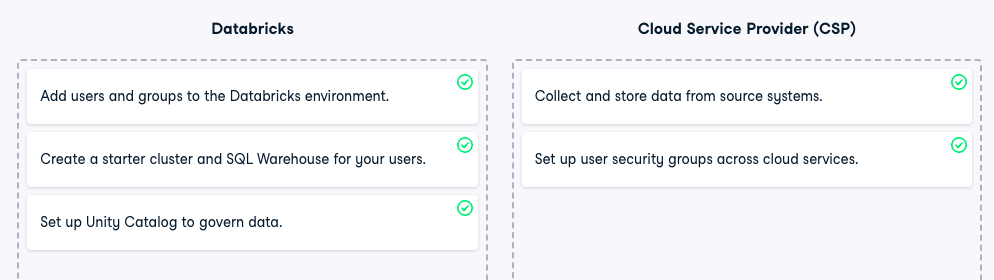 Databricks
Add users and groups to the Databricks environment.
Create a starter cluster and SQL Warehouse for your users.
Set up Unity Catalog to govern data.
Cloud Service Provider (CSP)
Collect and store data from source systems.
Set up user security groups across cloud services.